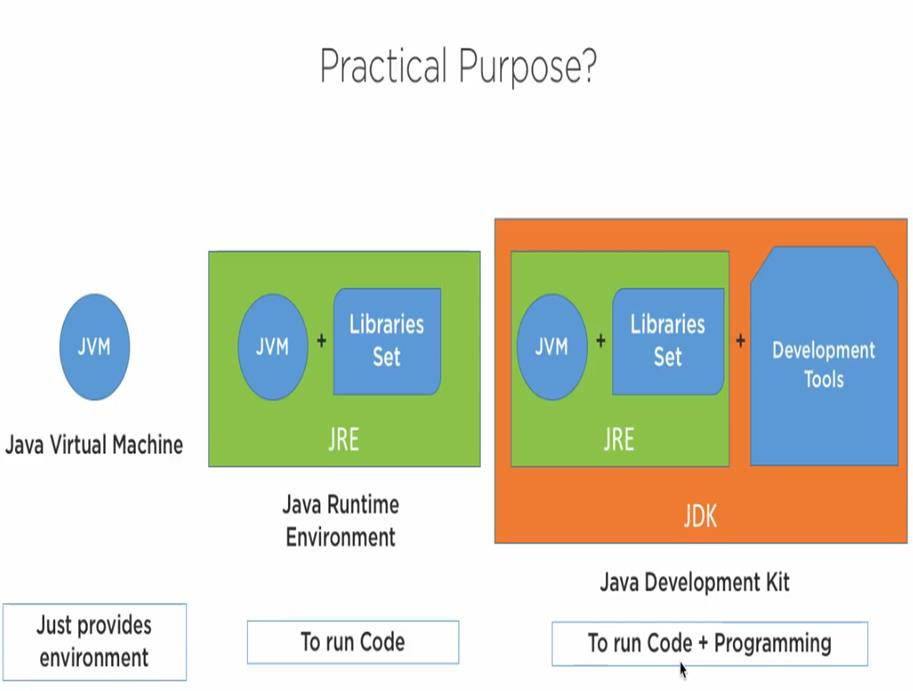 Practical Purpose?
JVM
Java Virtual Machine
Just provides
environment
JVM
+
Libraries
Set
JRE
Java Runtime
Environment
To run Code
JVM
+
Libraries
Set
JRE
+
Development
Tools
JDK
Java Development Kit
To run Code + Programming